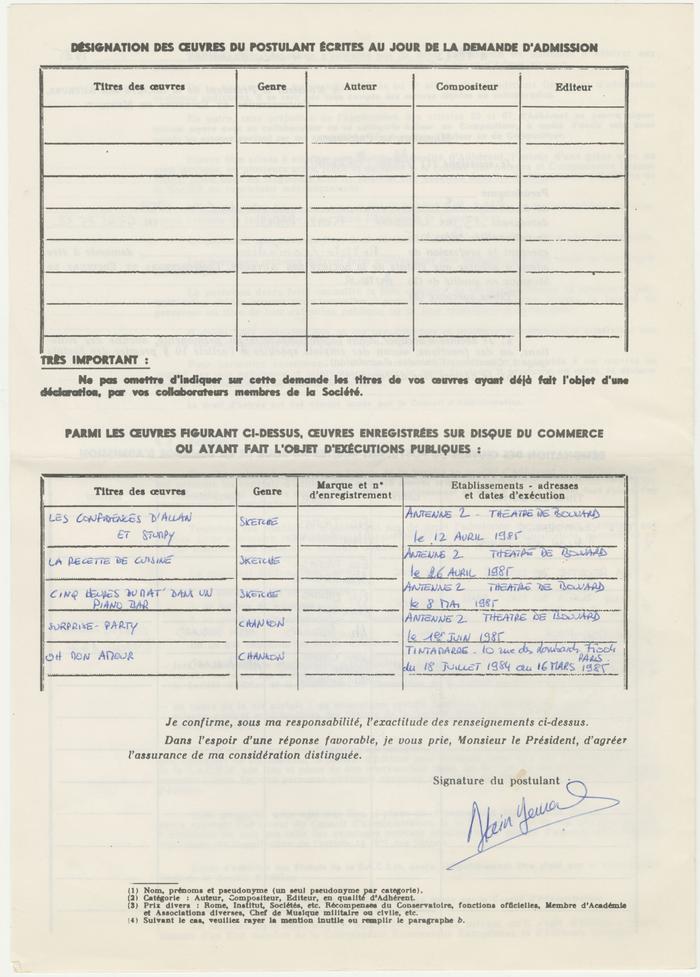 DÉSIGNATION DES ŒUVRES DU POSTULANT ÉCRITES AU JOUR DE LA DEMANDE D'ADMISSION
Titres des œuvres Genre Auteur Compositeur Editeur
TRÈS IMPORTANT :
Ne pas omettre d'indiquer sur cette demande les titres de vos œuvres ayant déjà fait l'objet d'une
déclaration, par vos collaborateurs membres de la Société.
PARMI LES ŒUVRES FIGURANT CI-DESSUS, ŒUVRES ENREGISTRÉES SUR DISQUE DU COMMERCE
OU AYANT FAIT L'OBJET D'EXÉCUTIONS PUBLIQUES :
Titres des œuvres Genre Marque et n° d'enregistrement Etablissements - adresses et dates d'exécution
LES CONFIDENCES D'ALLAN SKETCHE ANTENNE 2 - THEATRE DE BOUVARD
ET le 12 AVRIL 1985
LA RECETTE DE CUISINE SKETCHE ANTENNE 2 THEATRE DE BOUVARD
le 26 AVRIL 1985
CINQ HEURES DU MAT' DANS UN SKETCHE ANTENNE 2 THEATRE DE BOUVARD
PIANO BAR le 8 MAI 1985
SURPRISE-PARTY CHANSON ANTENNE 2 - THEATRE DE BOUVARD
le 1er JUIN 1985
OH MON AMOUR CHANSON TINTAMARRE - 10 rue des Lombards
PARIS
du 18 JUILLET 1984 au 16 MARS 1985
Je confirme, sous ma responsabilité, l'exactitude des renseignements ci-dessus.
Dans l'espoir d'une réponse favorable, je vous prie, Monsieur le Président, d'agréer
l'assurance de ma considération distinguée.
Signature du postulant :
(1) Nom, prénoms et pseudonyme (un seul pseudonyme par catégorie).
(2) Catégorie : Auteur, Compositeur, Editeur, en qualité d'Adhérent.
(3) Prix divers : Rome, Institut, Sociétés, etc. Récompenses du Conservatoire, fonctions officielles, Membre d'Académie
et Associations diverses, Chef de Musique militaire ou civile, etc.
(4) Suivant le cas, veuillez rayer la mention inutile ou remplir le paragraphe b.